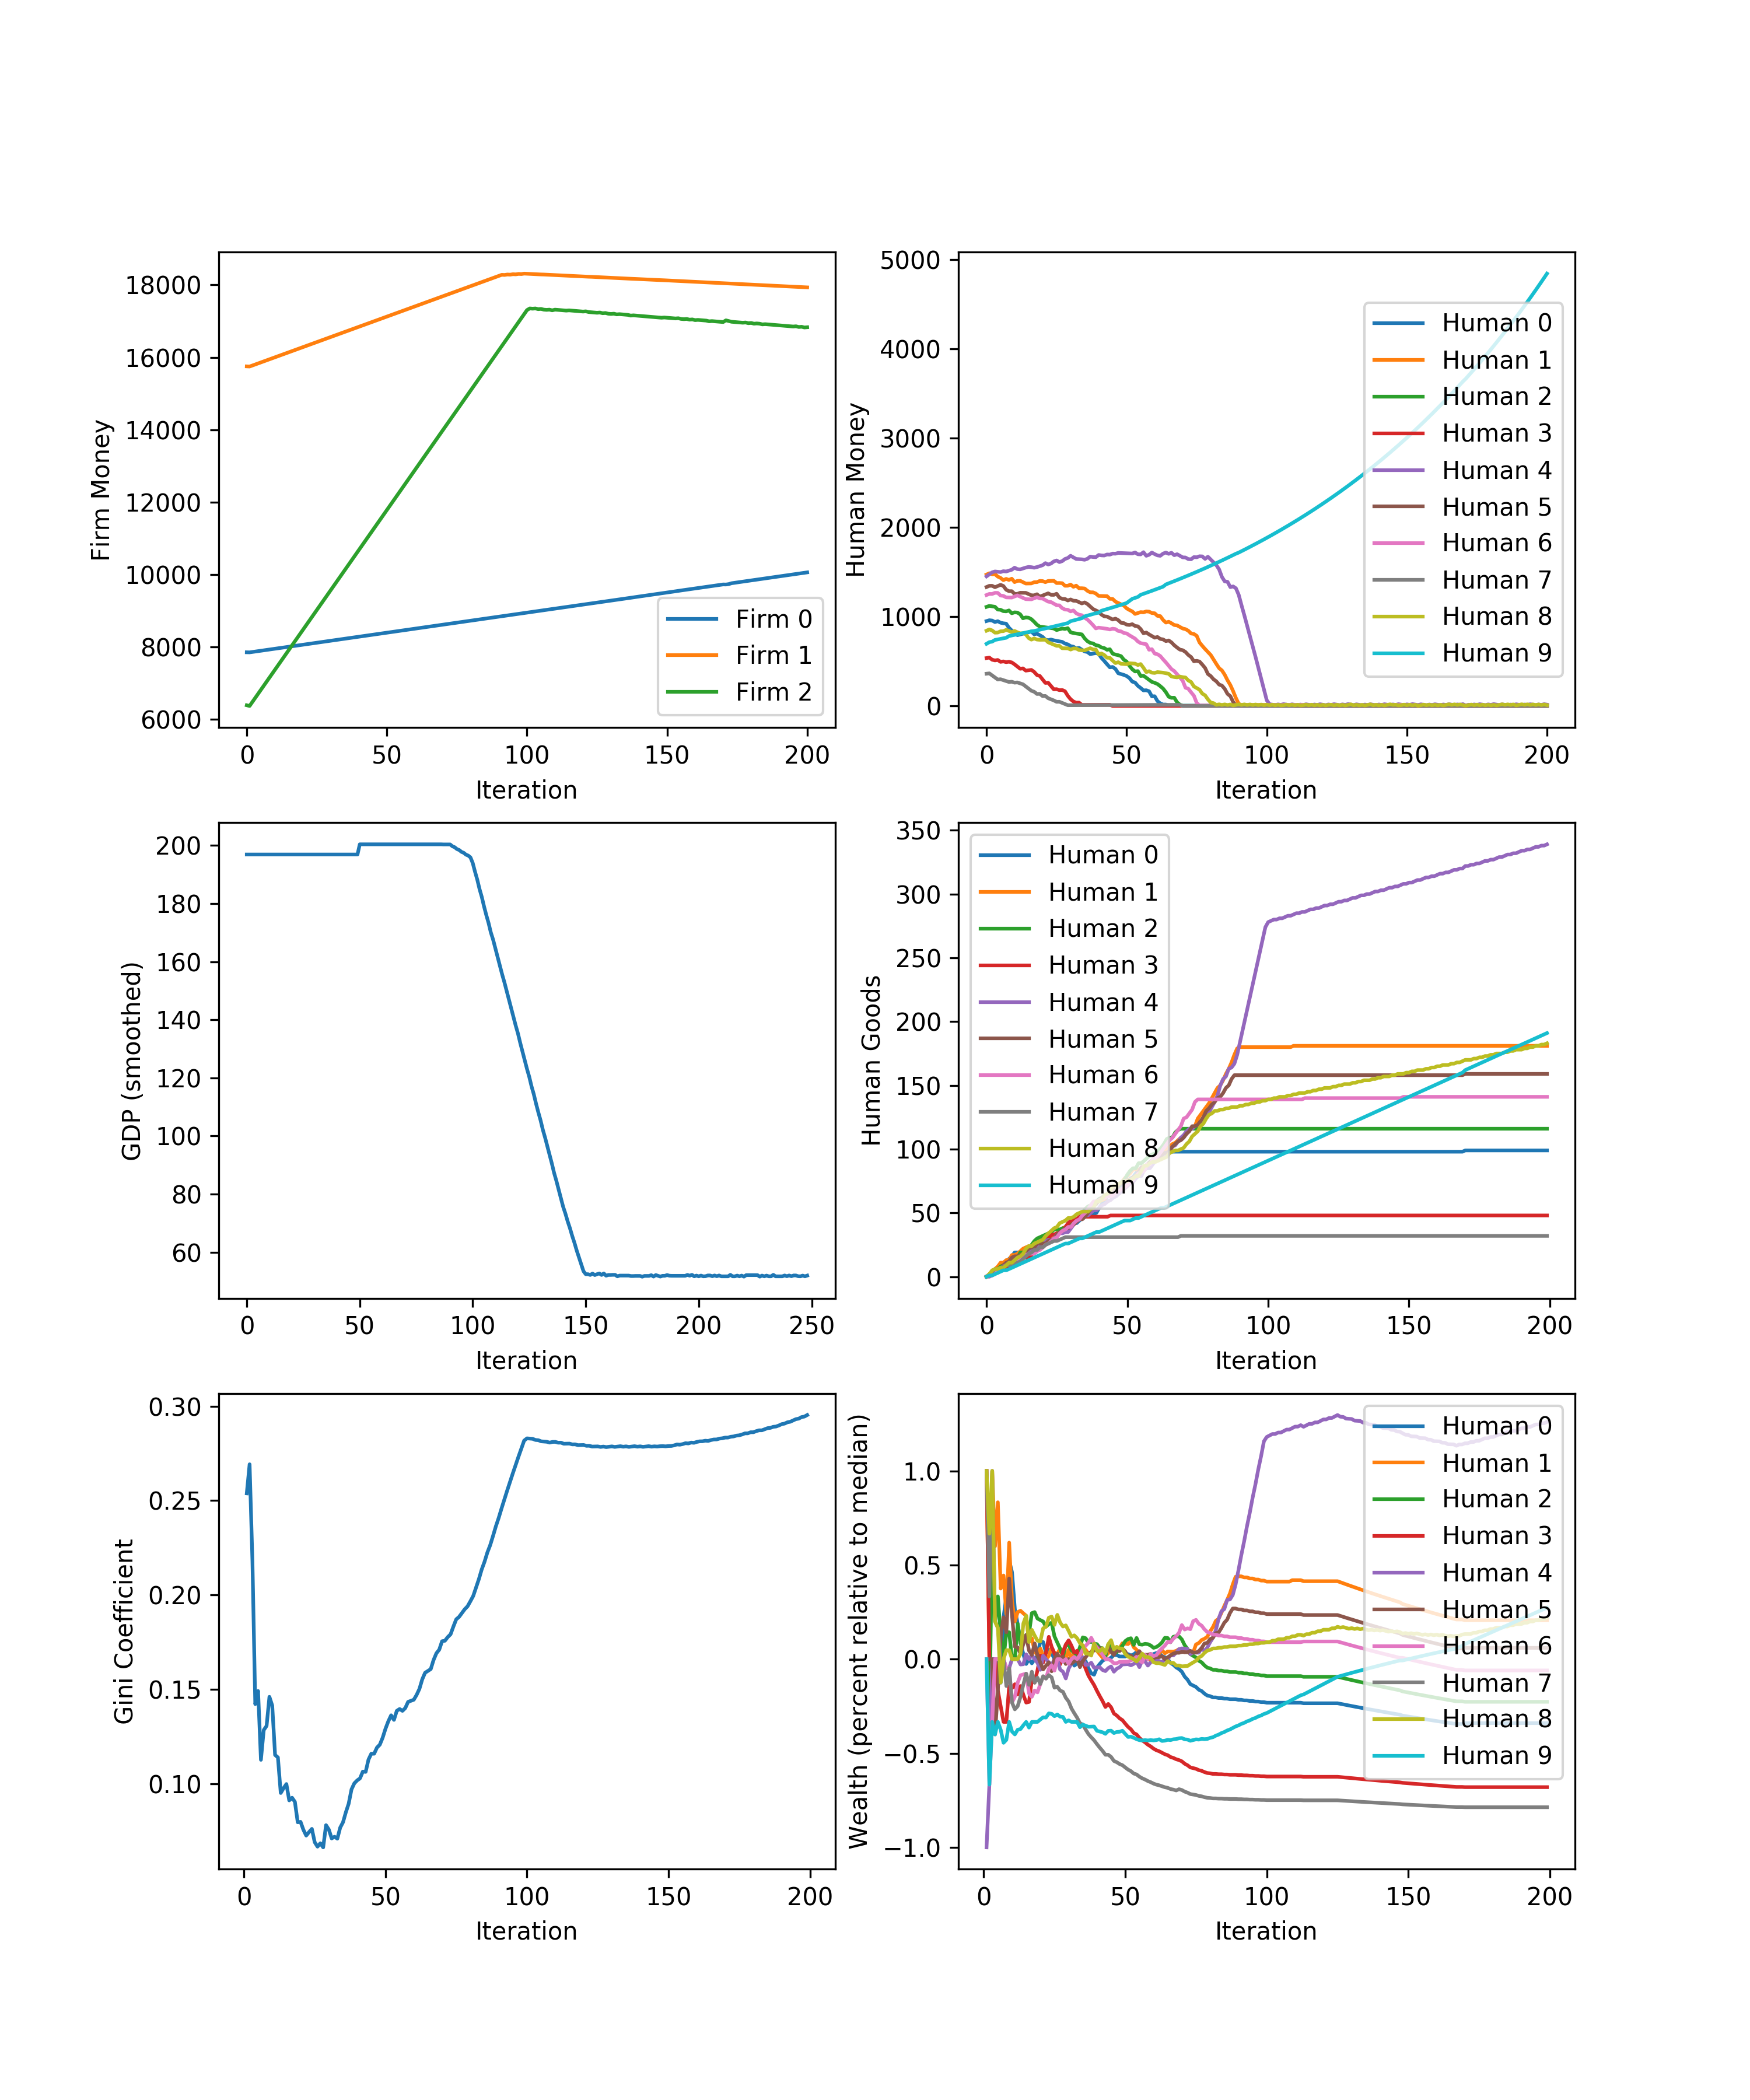 18000
16000
14000
12000
10000
8000
6000
Firm Money
Firm 0
Firm 1
Firm 2
0 50 100 150 200
Iteration
5000
4000
3000
2000
1000
0
Human Money
Human 0
Human 1
Human 2
Human 3
Human 4
Human 5
Human 6
Human 7
Human 8
Human 9
0 50 100 150 200
Iteration
200
180
160
140
120
100
80
60
GDP (smoothed)
0 50 100 150 200 250
Iteration
350
300
250
200
150
100
50
0
Human Goods
Human 0
Human 1
Human 2
Human 3
Human 4
Human 5
Human 6
Human 7
Human 8
Human 9
0 50 100 150 200
Iteration
0.30
0.25
0.20
0.15
0.10
Gini Coefficient
0 50 100 150 200
Iteration
1.0
0.5
0.0
−0.5
−1.0
Wealth (percent relative to median)
Human 0
Human 1
Human 2
Human 3
Human 4
Human 5
Human 6
Human 7
Human 8
Human 9
0 50 100 150 200
Iteration